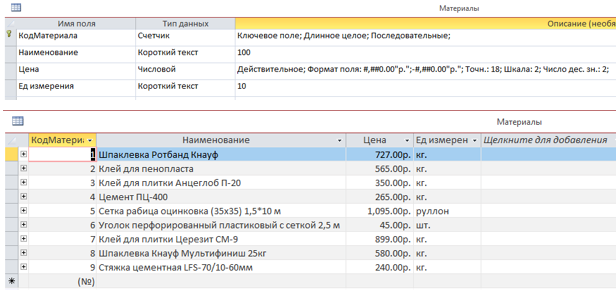 Материалы
Имя поля Тип данных Описание (необя
КодМатериала Счетчик Ключевое поле; Длинное целое; Последовательные;
Наименование Короткий текст 100
Цена Числовой Действительное; Формат поля: #,##0.00"р.";-#,##0.00"р."; Точн.: 18; Шкала: 2; Число дес. зн.: 2;
Ед измерения Короткий текст 10
Материалы
КодМатери Наименование Цена Ед измерен Щелкните для добавления
1 Шпаклевка Ротбанд Кнауф 727.00р. кг.
2 Клей для пенопласта 565.00р. кг.
3 Клей для плитки Анцеглоб П-20 350.00р. кг.
4 Цемент ПЦ-400 265.00р. кг.
5 Сетка рабица оцинковка (35х35) 1,5*10 м 1,095.00р. руллон
6 Уголок перфорированный пластиковый с сеткой 2,5 м 45.00р. шт.
7 Клей для плитки Церезит СМ-9 899.00р. кг.
8 Шпаклевка Кнауф Мультифиниш 25кг 580.00р. кг.
9 Стяжка цементная LFS-70/10-60мм 240.00р. кг.
(№)